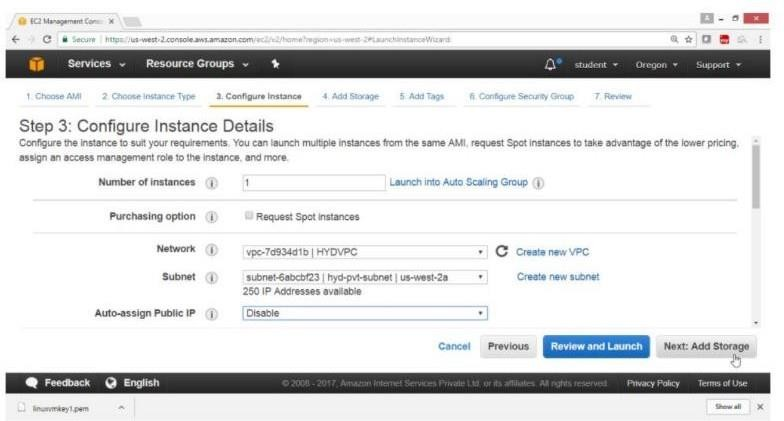 EC2 Management Conso
Secure | https://us-west-2.console.aws.amazon.com/ec2/v2/home?region=us-west-2#LaunchInstanceWizard:
Services Resource Groups student Oregon Support
1. Choose AMI 2. Choose Instance Type 3. Configure Instance 4. Add Storage 5. Add Tags 6. Configure Security Group 7. Review
Step 3: Configure Instance Details
Configure the instance to suit your requirements. You can launch multiple instances from the same AMI, request Spot instances to take advantage of the lower pricing,
assign an access management role to the instance, and more.
Number of instances i 1 Launch into Auto Scaling Group i
Purchasing option i Request Spot instances
Network i vpc-7d934d1b | HYDVPC Create new VPC
Subnet i subnet-6abcbf23 | hyd-pvt-subnet | us-west-2a Create new subnet
250 IP Addresses available
Auto-assign Public IP i Disable
Cancel Previous Review and Launch Next: Add Storage
Feedback English © 2008 - 2017, Amazon Internet Services Private Ltd. or its affiliates. All rights reserved. Privacy Policy Terms of Use
linuxvmkey1.pem Show all